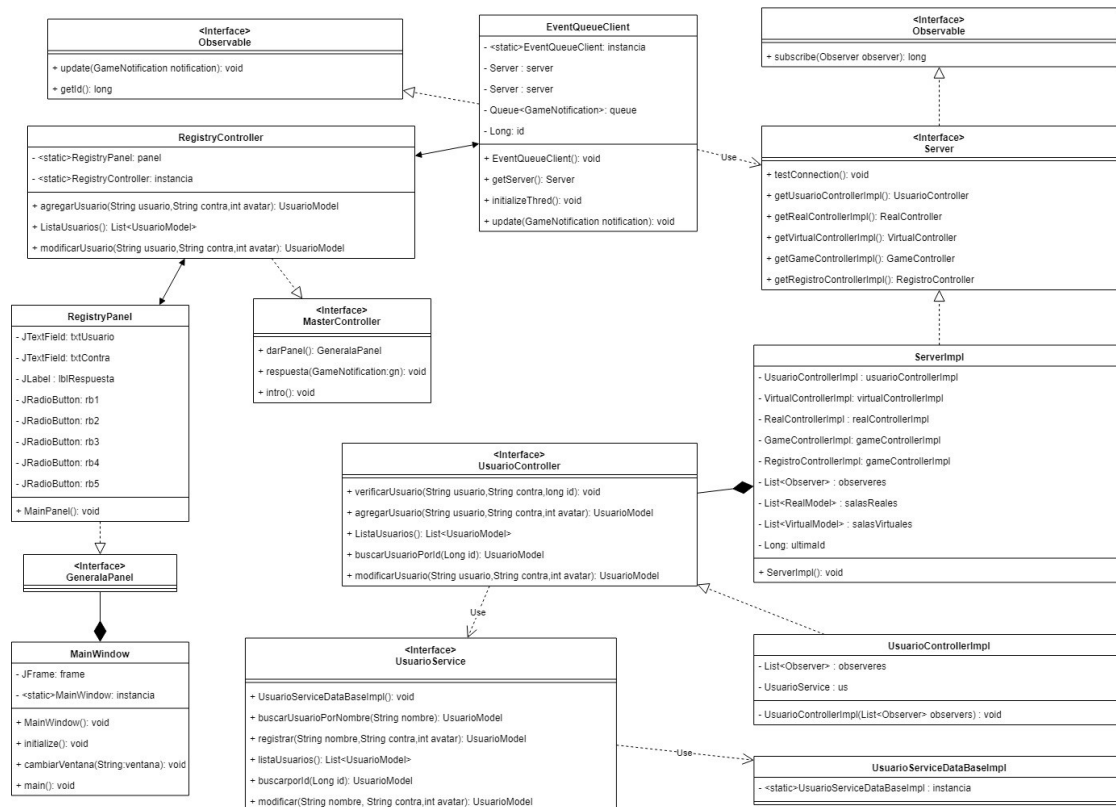 <Interface>
Observable
+ update(GameNotification notification): void
+ getId(): long
EventQueueClient
- <static>EventQueueClient: instancia
- Server : server
- Server : server
- Queue<GameNotification>: queue
- Long: id
+ EventQueueClient(): void
+ getServer(): Server
+ initializeThred(): void
+ update(GameNotification notification): void
<Interface>
Observable
+ subscribe(Observer observer): long
RegistryController
- <static>RegistryPanel: panel
- <static>RegistryController: instancia
+ agregarUsuario(String usuario,String contra,int avatar): UsuarioModel
+ ListaUsuarios(): List<UsuarioModel>
+ modificarUsuario(String usuario,String contra,int avatar): UsuarioModel
Use
<Interface>
Server
+ testConnection(): void
+ getUsuarioControllerImpl(): UsuarioController
+ getRealControllerImpl(): RealController
+ getVirtualControllerImpl(): VirtualController
+ getGameControllerImpl(): GameController
+ getRegistroControllerImpl(): RegistroController
RegistryPanel
- JTextField: txtUsuario
- JTextField: txtContra
- JLabel : lblRespuesta
- JRadioButton: rb1
- JRadioButton: rb2
- JRadioButton: rb3
- JRadioButton: rb4
- JRadioButton: rb5
+ MainPanel(): void
<Interface>
MasterController
+ darPanel(): GeneralaPanel
+ respuesta(GameNotification:gn): void
+ intro(): void
ServerImpl
- UsuarioControllerImpl : usuarioControllerImpl
- VirtualControllerImpl: virtualControllerImpl
- RealControllerImpl : realControllerImpl
- GameControllerImpl: gameControllerImpl
- RegistroControllerImpl: gameControllerImpl
- List<Observer> : observeres
- List<RealModel> : salasReales
- List<VirtualModel> : salasVirtuales
- Long: ultimaId
+ ServerImpl(): void
<Interface>
UsuarioController
+ verificarUsuario(String usuario,String contra,long id): void
+ agregarUsuario(String usuario,String contra,int avatar): UsuarioModel
+ ListUsuarios(): List<UsuarioModel>
+ buscarUsuarioPorId(Long id): UsuarioModel
+ modificarUsuario(String usuario,String contra,int avatar): UsuarioModel
<Interface>
GeneralaPanel
Use
MainWindow
- JFrame: frame
- <static>MainWindow: instancia
+ MainWindow(): void
+ initialize(): void
+ cambiarVentana(String:ventana): void
+ main(): void
<Interface>
UsuarioService
+ UsuarioServiceDataBaseImpl(): void
+ buscarUsuarioPorNombre(String nombre): UsuarioModel
+ registrar(String nombre,String contra,int avatar): UsuarioModel
+ listaUsuarios(): List<UsuarioModel>
+ buscarporId(Long id): UsuarioModel
+ modificar(String nombre, String contra,int avatar): UsuarioModel
UsuarioControllerImpl
- List<Observer> : observeres
- UsuarioService : us
- UsuarioControllerImpl(List<Observer> observers) : void
Use
UsuarioServiceDataBaseImpl
- <static>UsuarioServiceDataBaseImpl : instancia